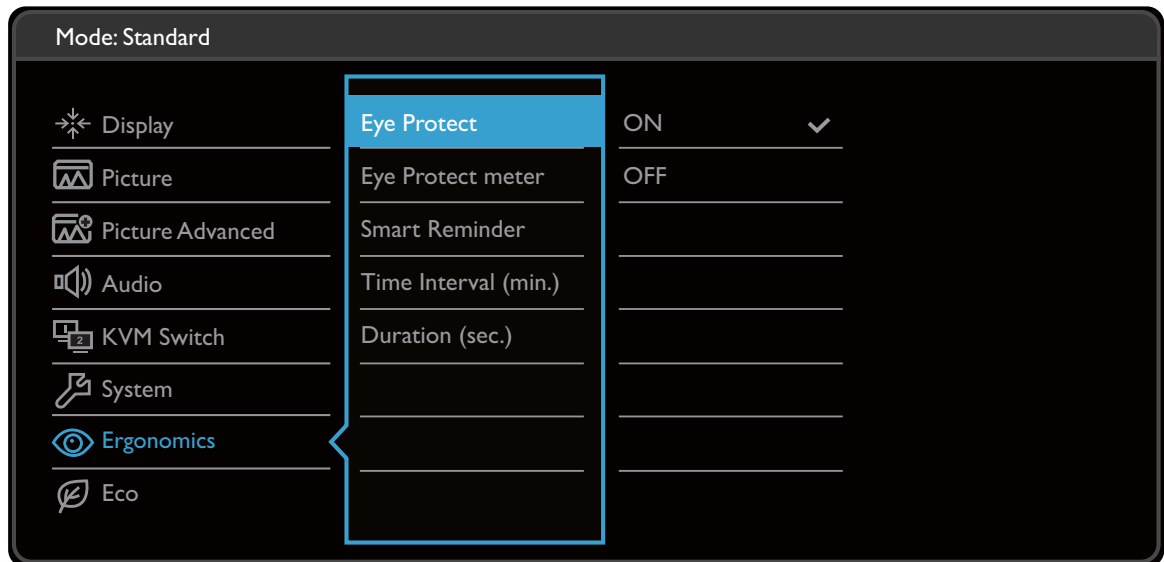 Mode: Standard
Display
Picture
Picture Advanced
Audio
2
KVM Switch
System
Ergonomics
Eco
Eye Protect
Eye Protect meter
Smart Reminder
Time Interval (min.)
Duration (sec.)
ON
OFF